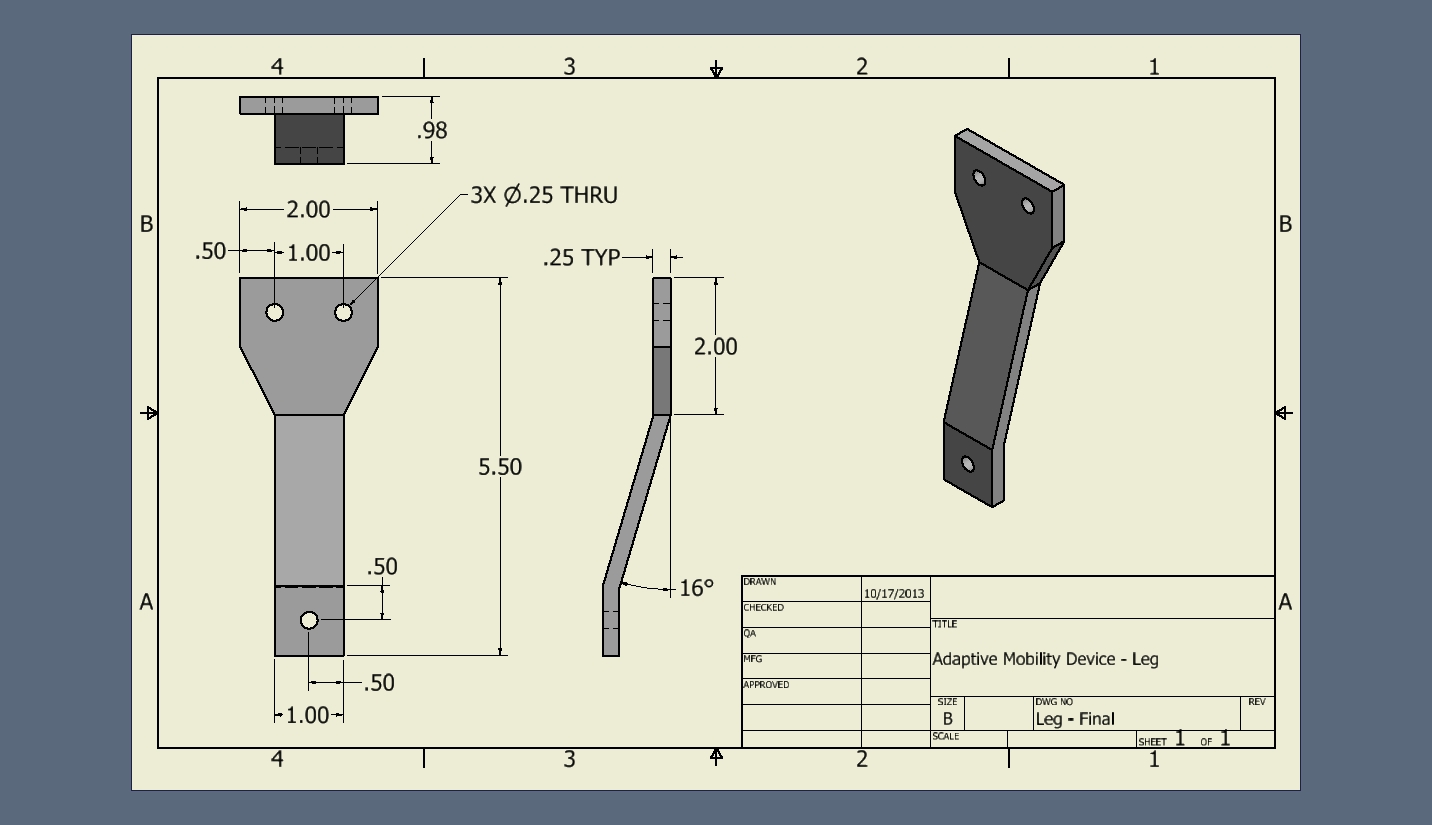 4 3 2 1
.98
3X Ø.25 THRU
2.00
B B
.50 1.00
.25 TYP
2.00
5.50
.50
16°
A A
.50
1.00
DRAWN
10/17/2013
CHECKED
QA
MFG
APPROVED
TITLE
Adaptive Mobility Device - Leg
SIZE DWG NO REV
B Leg - Final
SCALE
SHEET 1 OF 1
4 3 2 1